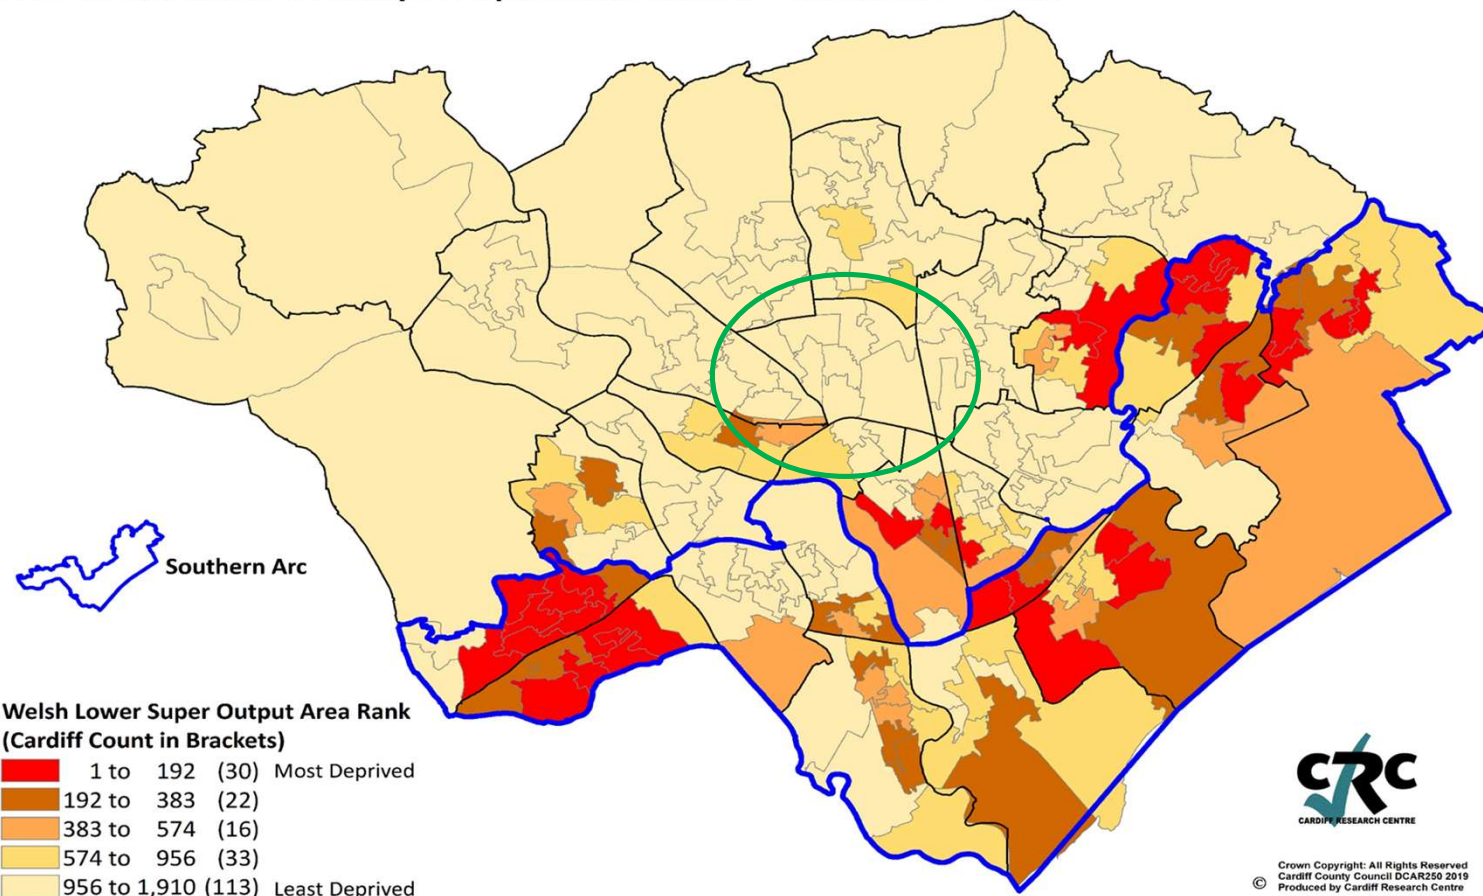 Southern Arc
Welsh Lower Super Output Area Rank
(Cardiff Count in Brackets)
1 to 192 (30) Most Deprived
192 to 383 (22)
383 to 574 (16)
574 to 956 (33)
956 to 1,910 (113) Least Deprived
CRC
CARDIFF RESEARCH CENTRE
Crown Copyright: All Rights Reserved
© Cardiff County Council DCAR250 2019
Produced by Cardiff Research Centre